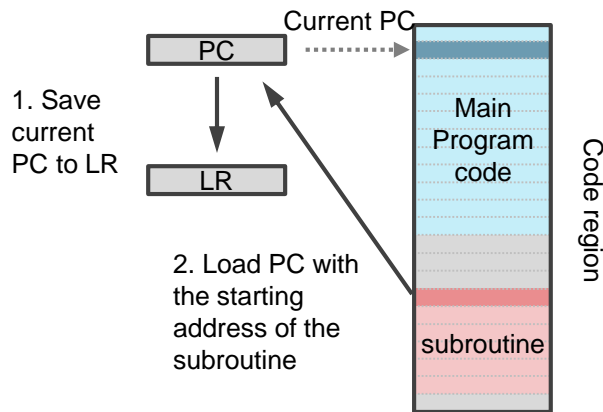 Current PC
PC
1. Save
current
PC to LR
LR
Main
Program
code
Code region
2. Load PC with
the starting
address of the
subroutine
subroutine